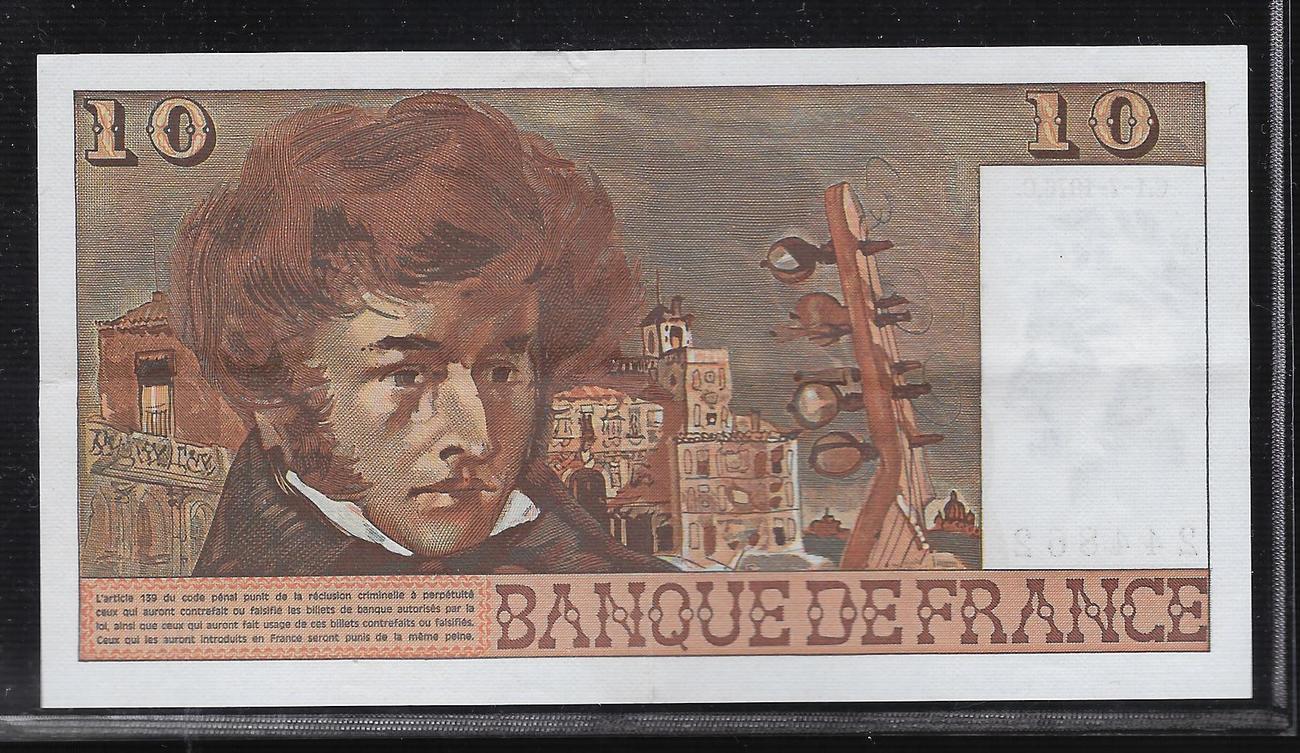 10
10
L'article 139 du code pénal punit de la réclusion criminelle à perpétuité
ceux qui auront contrefait ou falsifié les billets de banque autorisés par la
loi, ainsi que ceux qui auront fait usage de ces billets contrefaits ou falsifiés.
Ceux qui les auront introduits en France seront punis de la même peine.
BANQUE DE FRANCE